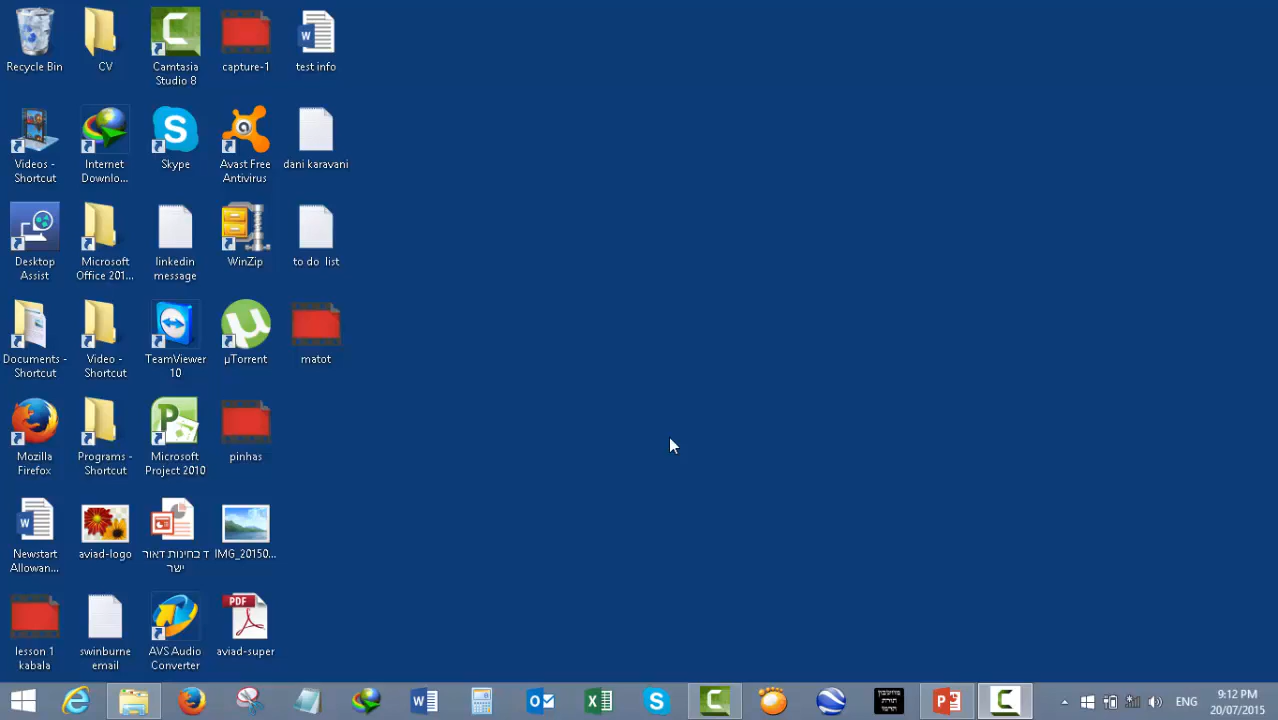 Recycle Bin
CV
Camtasia
Studio 8
capture-1
test info
Videos -
Shortcut
Internet
Downlo...
Skype
Avast Free
Antivirus
dani karavani
Desktop
Assist
Microsoft
Office 201...
linkedin
message
WinZip
to do list
Documents -
Shortcut
Video -
Shortcut
TeamViewer
10
µTorrent
matot
Mozilla
Firefox
Programs -
Shortcut
Microsoft
Project 2010
pinhas
Newstart
Allowan...
aviad-logo
ד בחינות דאור
ישר
IMG_20150...
lesson 1
kabala
swinburne
email
AVS Audio
Converter
PDF
aviad-super
ENG
9:12 PM
20/07/2015